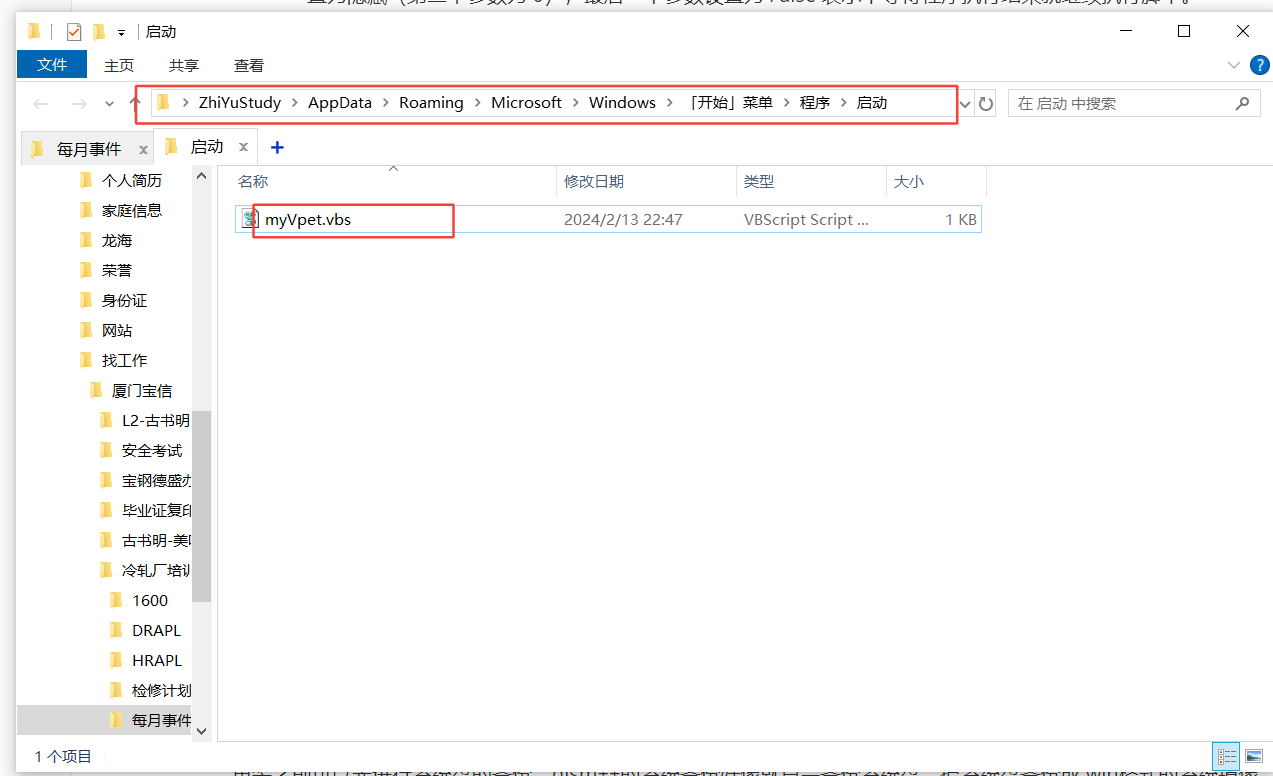 启动
文件 主页 共享 查看
ZhiYuStudy AppData Roaming Microsoft Windows 「开始」菜单 程序 启动
在 启动 中搜索
每月事件 x 启动 x +
个人简历
家庭信息
龙海
荣誉
身份证
网站
找工作
厦门宝信
L2-古书明
安全考试
宝钢德盛办
毕业证复印
古书明-美
冷轧厂培训
1600
DRAPL
HRAPL
检修计划
每月事件
名称 修改日期 类型 大小
myVpet.vbs 2024/2/13 22:47 VBScript Script ... 1 KB
1 个项目